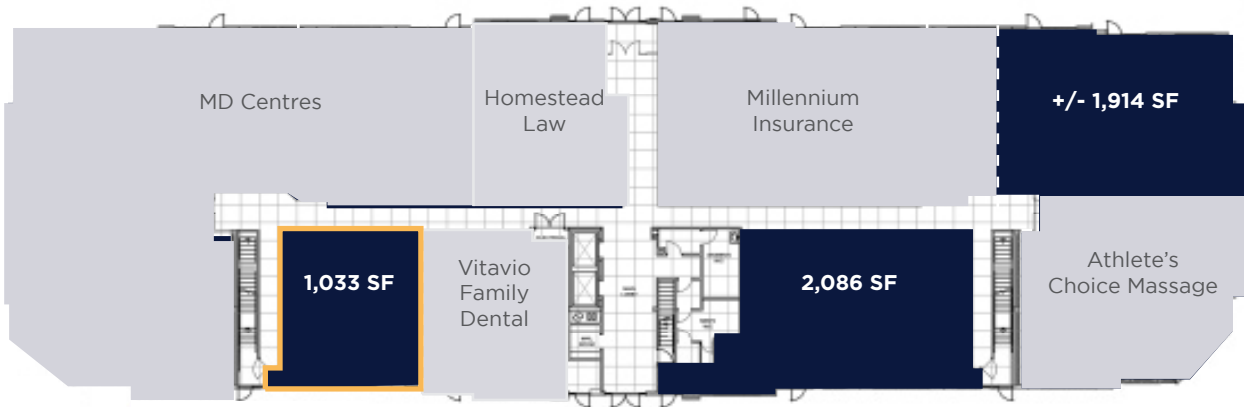 MD Centres
Homestead
Law
Millennium
Insurance
+/- 1,914 SF
1,033 SF
Vitavio
Family
Dental
2,086 SF
Athlete's
Choice Massage